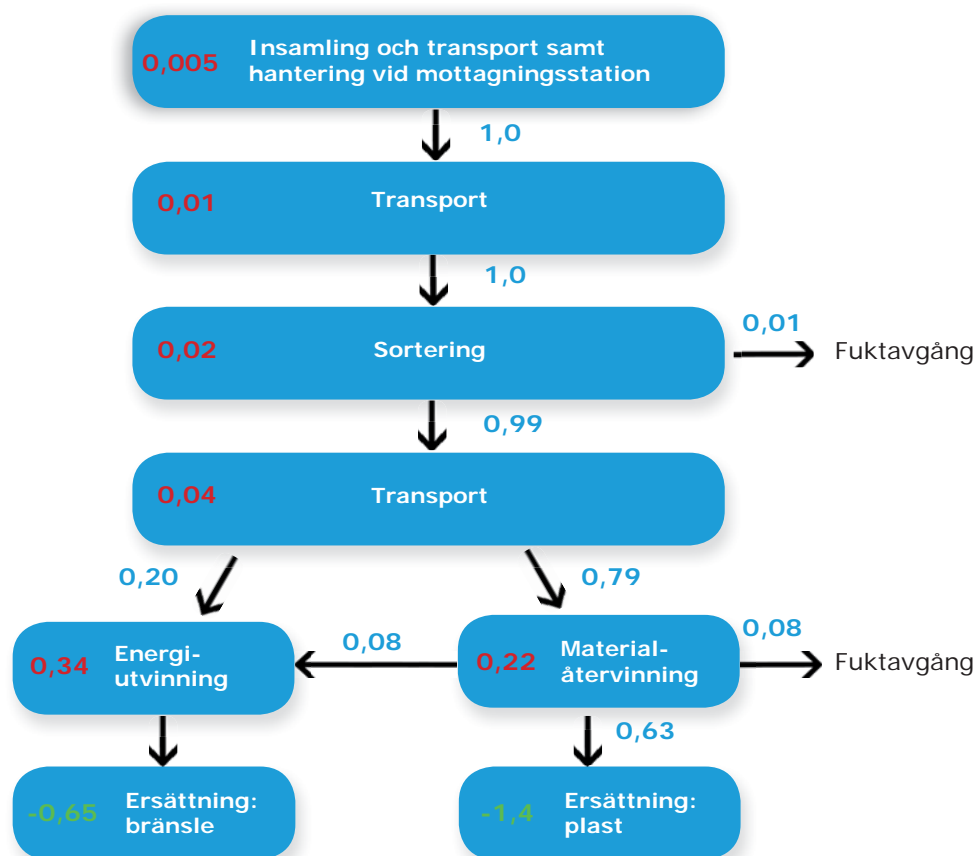 0,005
Insamling och transport samt
hantering vid mottagningsstation
1,0
0,01
Transport
1,0
0,02
Sortering
0,01
Fuktavgång
0,99
0,04
Transport
0,20
0,79
0,34
Energi-
utvinning
0,08
0,22
Material-
återvinning
0,08
Fuktavgång
0,63
-0,65
Ersättning:
bränsle
-1,4
Ersättning:
plast